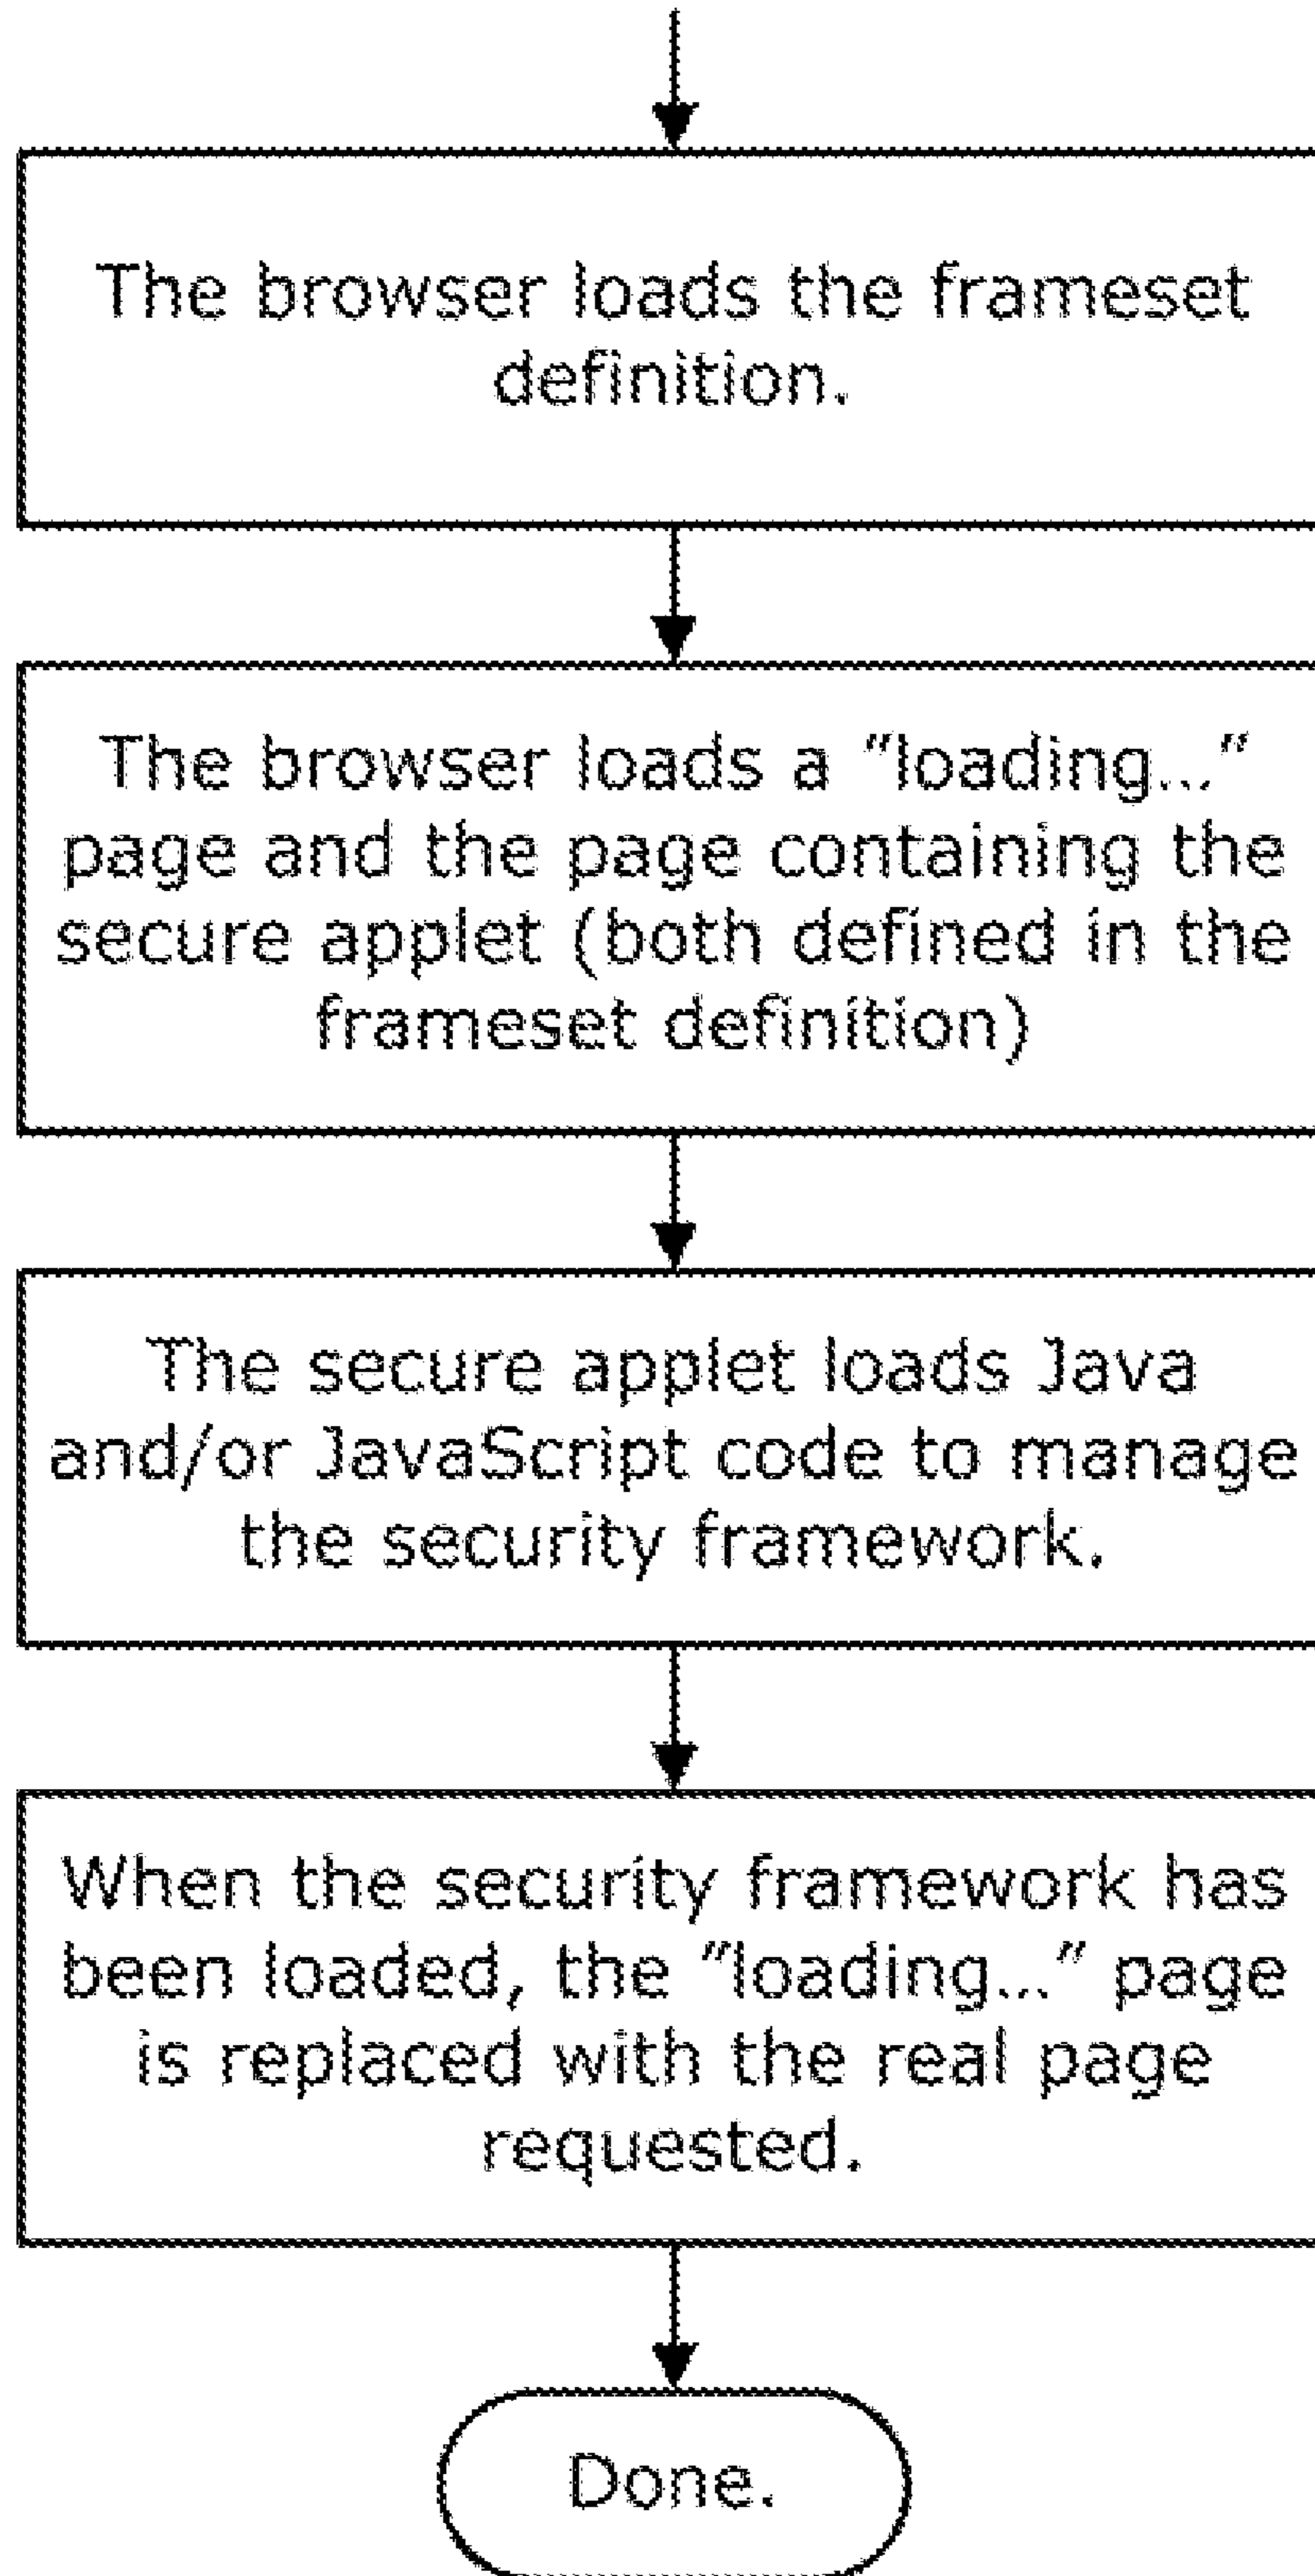 The browser loads the frameset
definition.
The browser loads a "loading..."
page and the page containing the
secure applet (both defined in the
frameset definition)
The secure applet loads Java
and/or JavaScript code to manage
the security framework.
When the security framework has
been loaded, the "loading..." page
is replaced with the real page
requested.
Done.